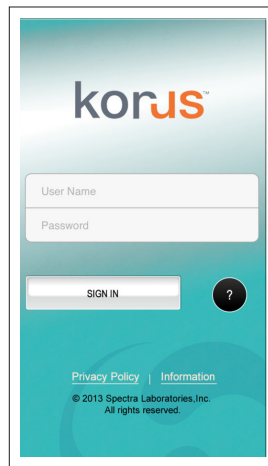 korus™
User Name
Password
SIGN IN
?
Privacy Policy | Information
© 2013 Spectra Laboratories,Inc.
All rights reserved.